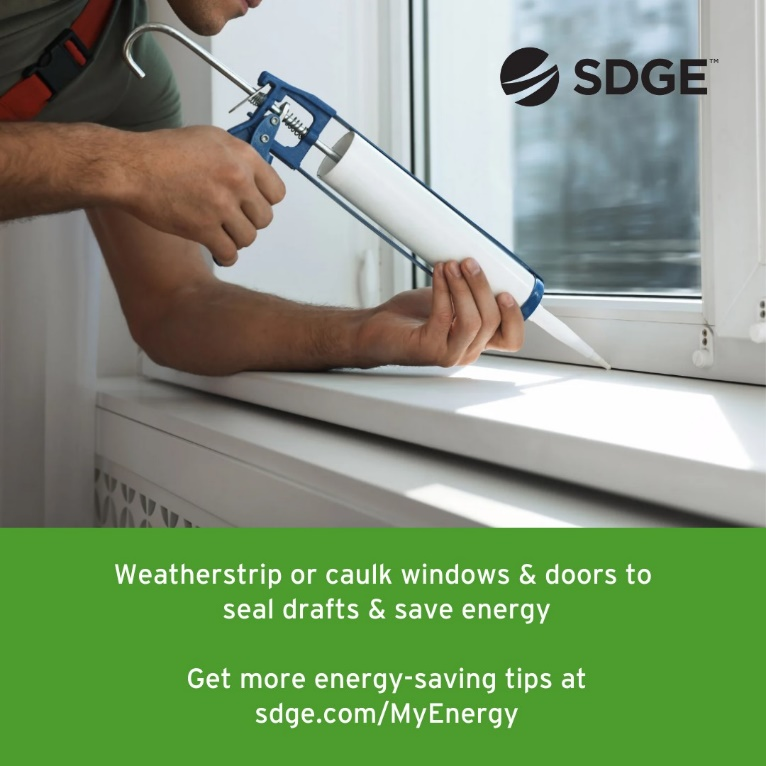 SDGE™
Weatherstrip or caulk windows & doors to
seal drafts & save energy
Get more energy-saving tips at
sdge.com/MyEnergy